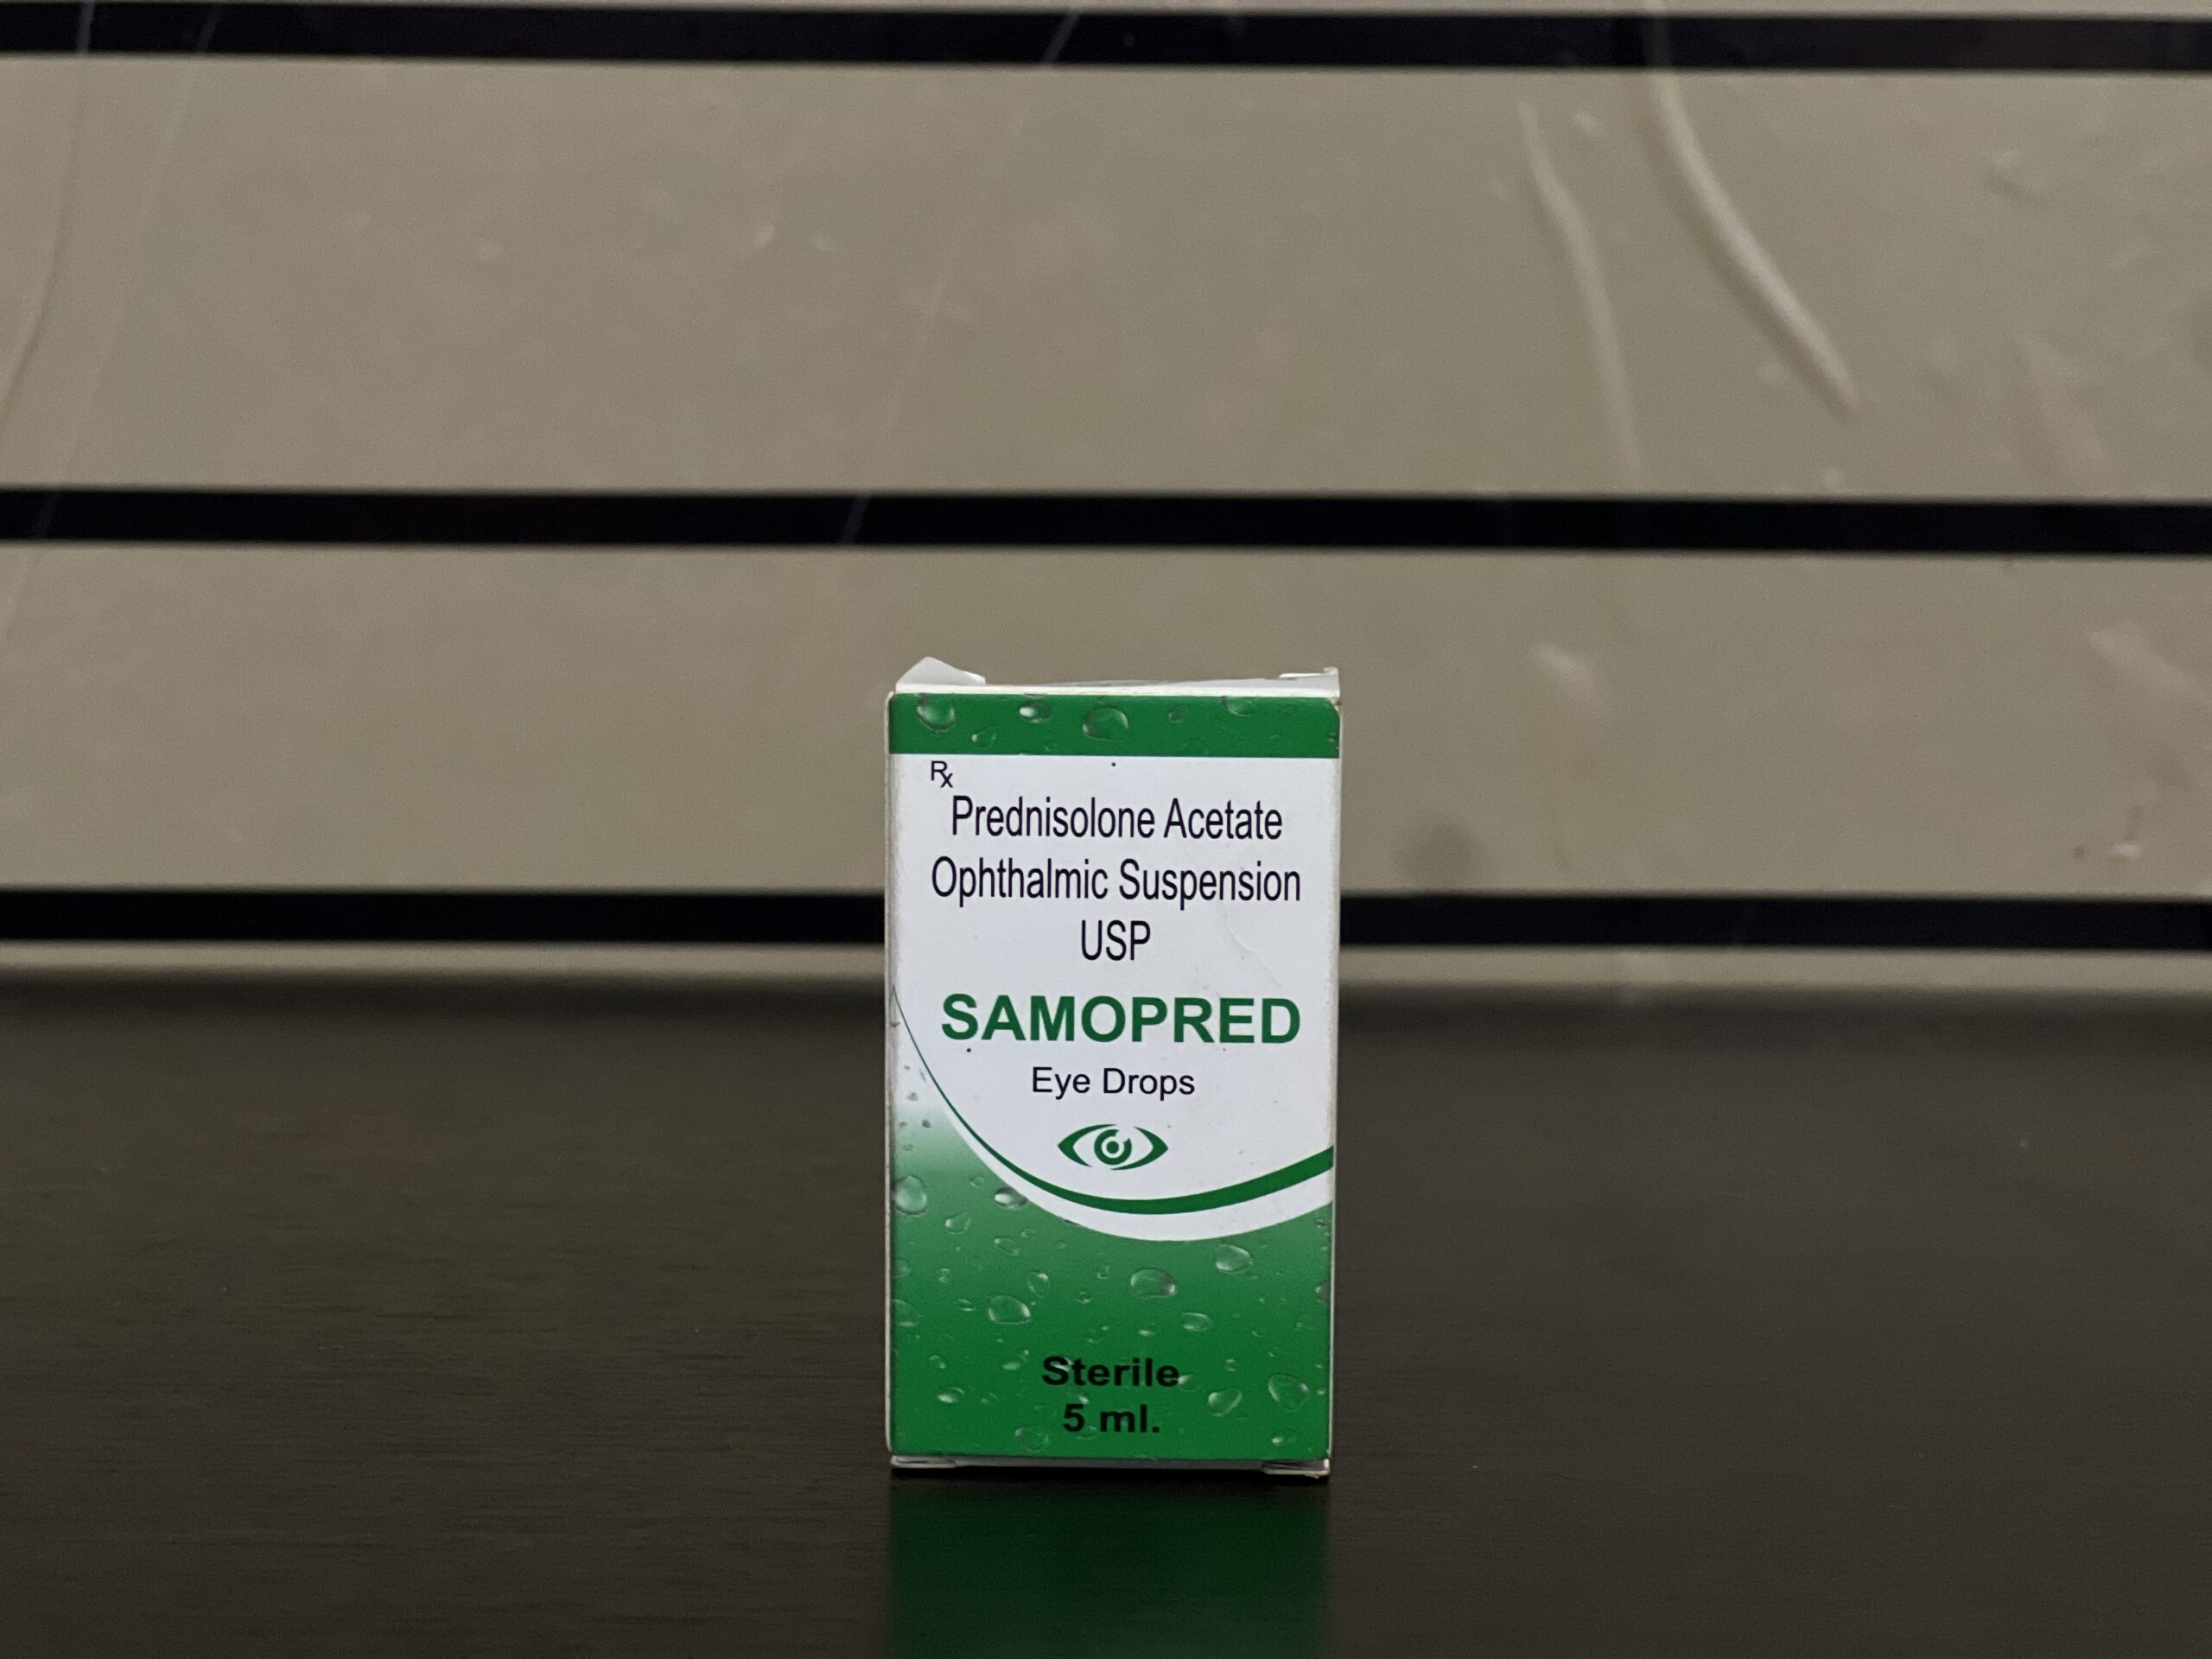 Rx
Prednisolone Acetate
Ophthalmic Suspension
USP
SAMOPRED
Eye Drops
Sterile
5 ml.